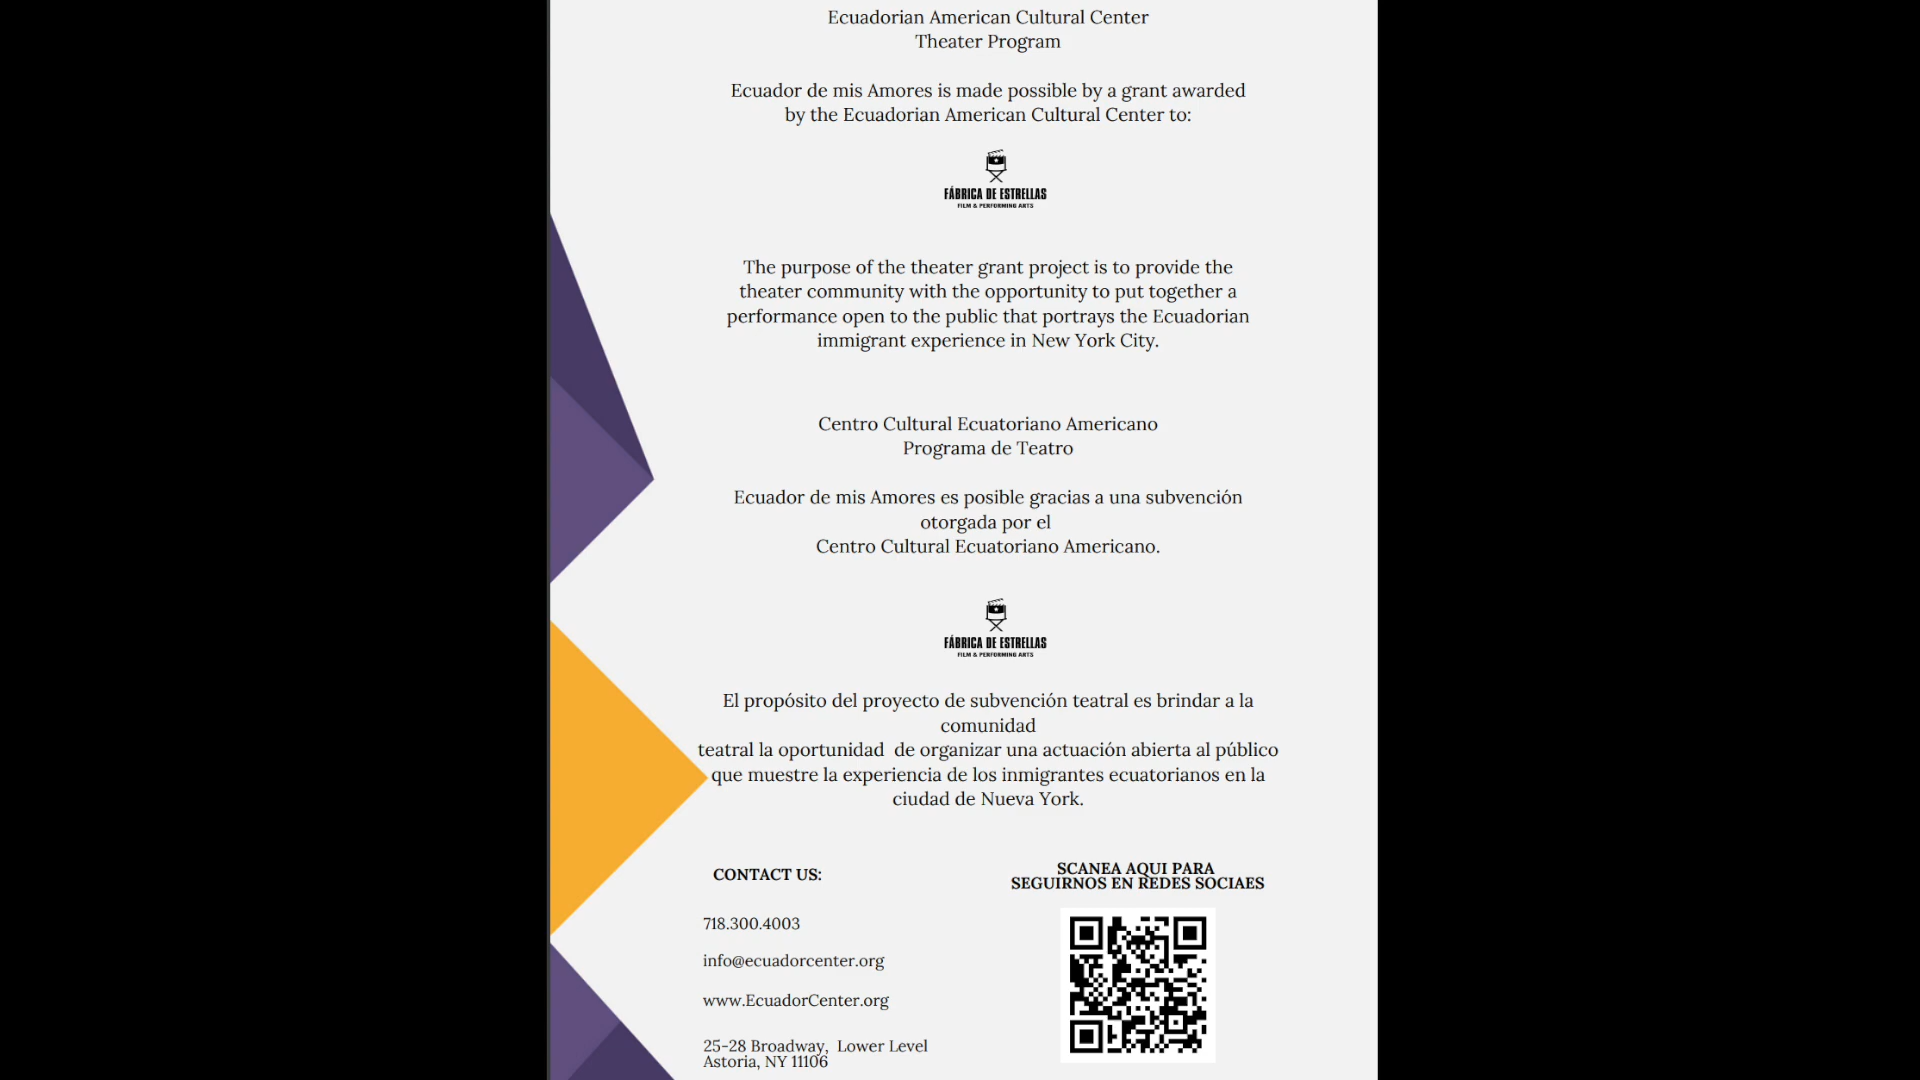 Ecuadorian American Cultural Center
Theater Program
Ecuador de mis Amores is made possible by a grant awarded
by the Ecuadorian American Cultural Center to:
FÁBRICA DE ESTRELLAS
FILM & PERFORMING ARTS
The purpose of the theater grant project is to provide the
theater community with the opportunity to put together a
performance open to the public that portrays the Ecuadorian
immigrant experience in New York City.
Centro Cultural Ecuatoriano Americano
Programa de Teatro
Ecuador de mis Amores es posible gracias a una subvención
otorgada por el
Centro Cultural Ecuatoriano Americano.
FÁBRICA DE ESTRELLAS
FILM & PERFORMING ARTS
El propósito del proyecto de subvención teatral es brindar a la
comunidad
teatral la oportunidad  de organizar una actuación abierta al público
que muestre la experiencia de los inmigrantes ecuatorianos en la
ciudad de Nueva York.
CONTACT US:
718.300.4003
info@ecuadorcenter.org
www.EcuadorCenter.org
25-28 Broadway,  Lower Level
Astoria, NY 11106
SCANEA AQUI PARA
SEGUIRNOS EN REDES SOCIAES